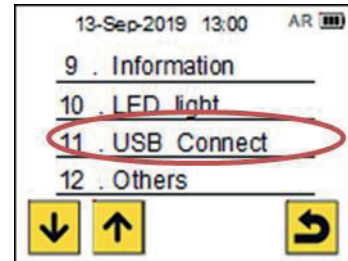 13-Sep-2019 13:00 AR
9 . Information
10 . LED light
11 . USB Connect
12 . Others